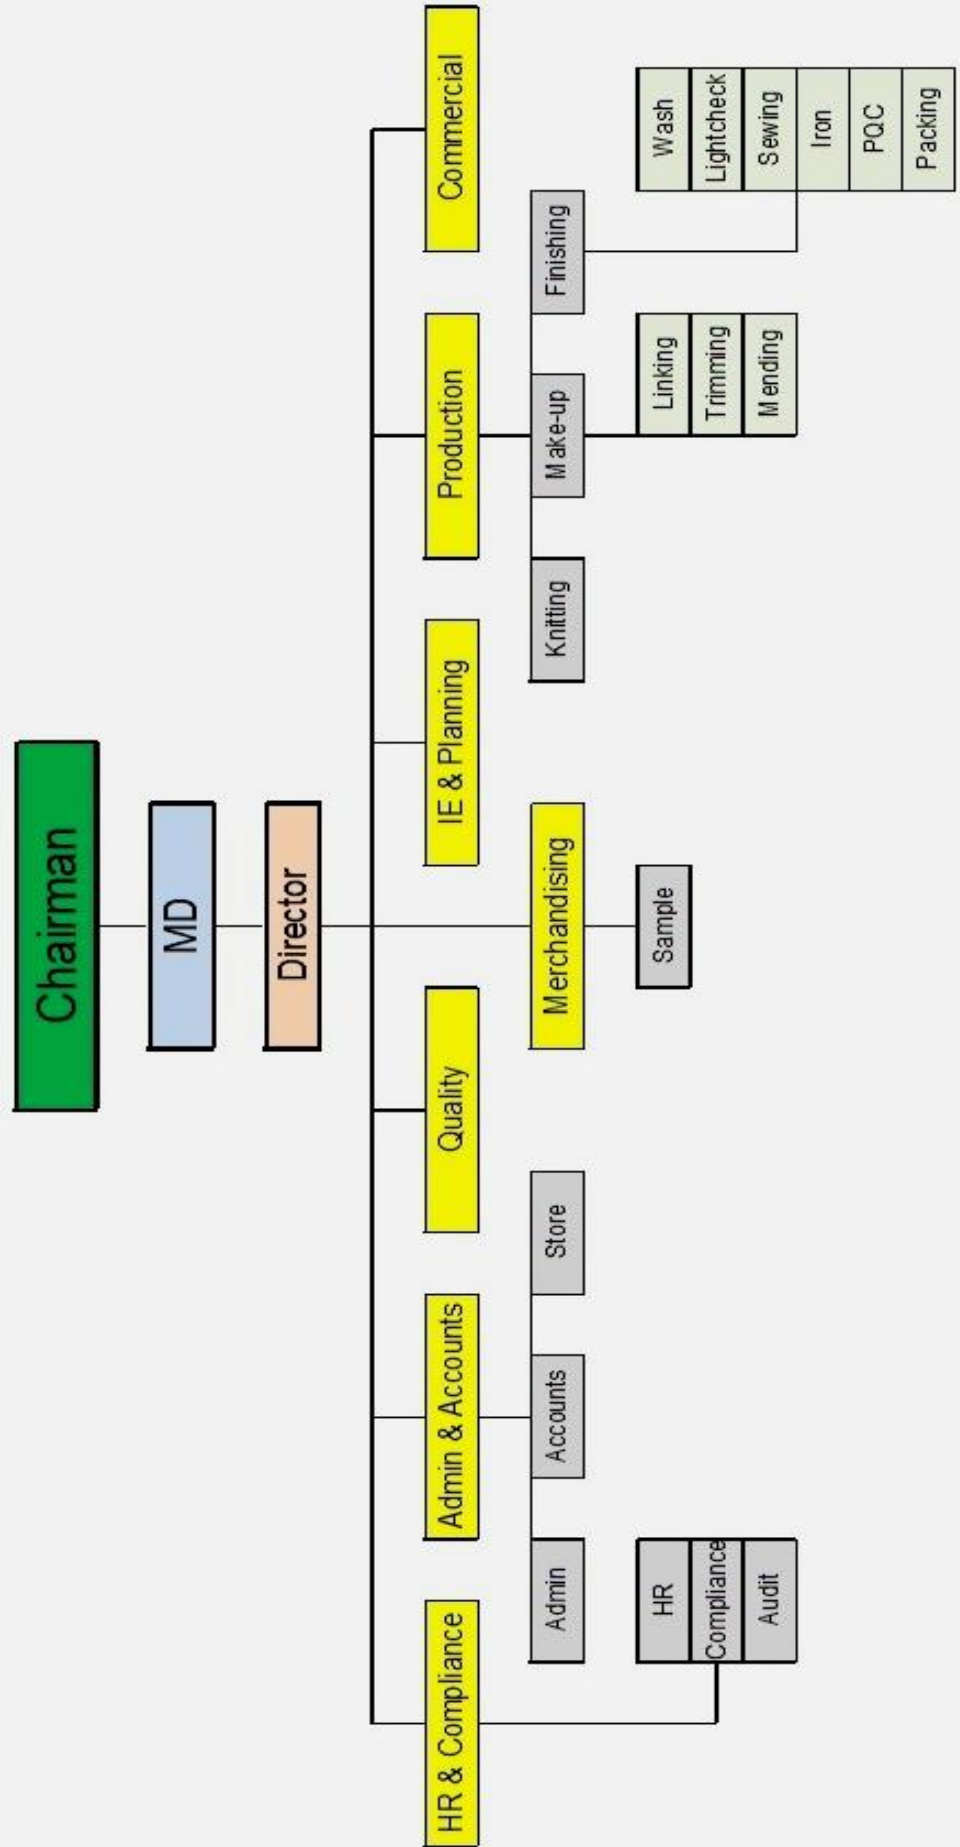 Chairman
MD
Director
HR & Compliance
Admin & Accounts
Quality
IE & Planning
Production
Commercial
Admin
Accounts
Store
Merchandising
Knitting
Make-up
Finishing
HR
Compliance
Audit
Sample
Linking
Trimming
Mending
Wash
Lightcheck
Sewing
Iron
PQC
Packing